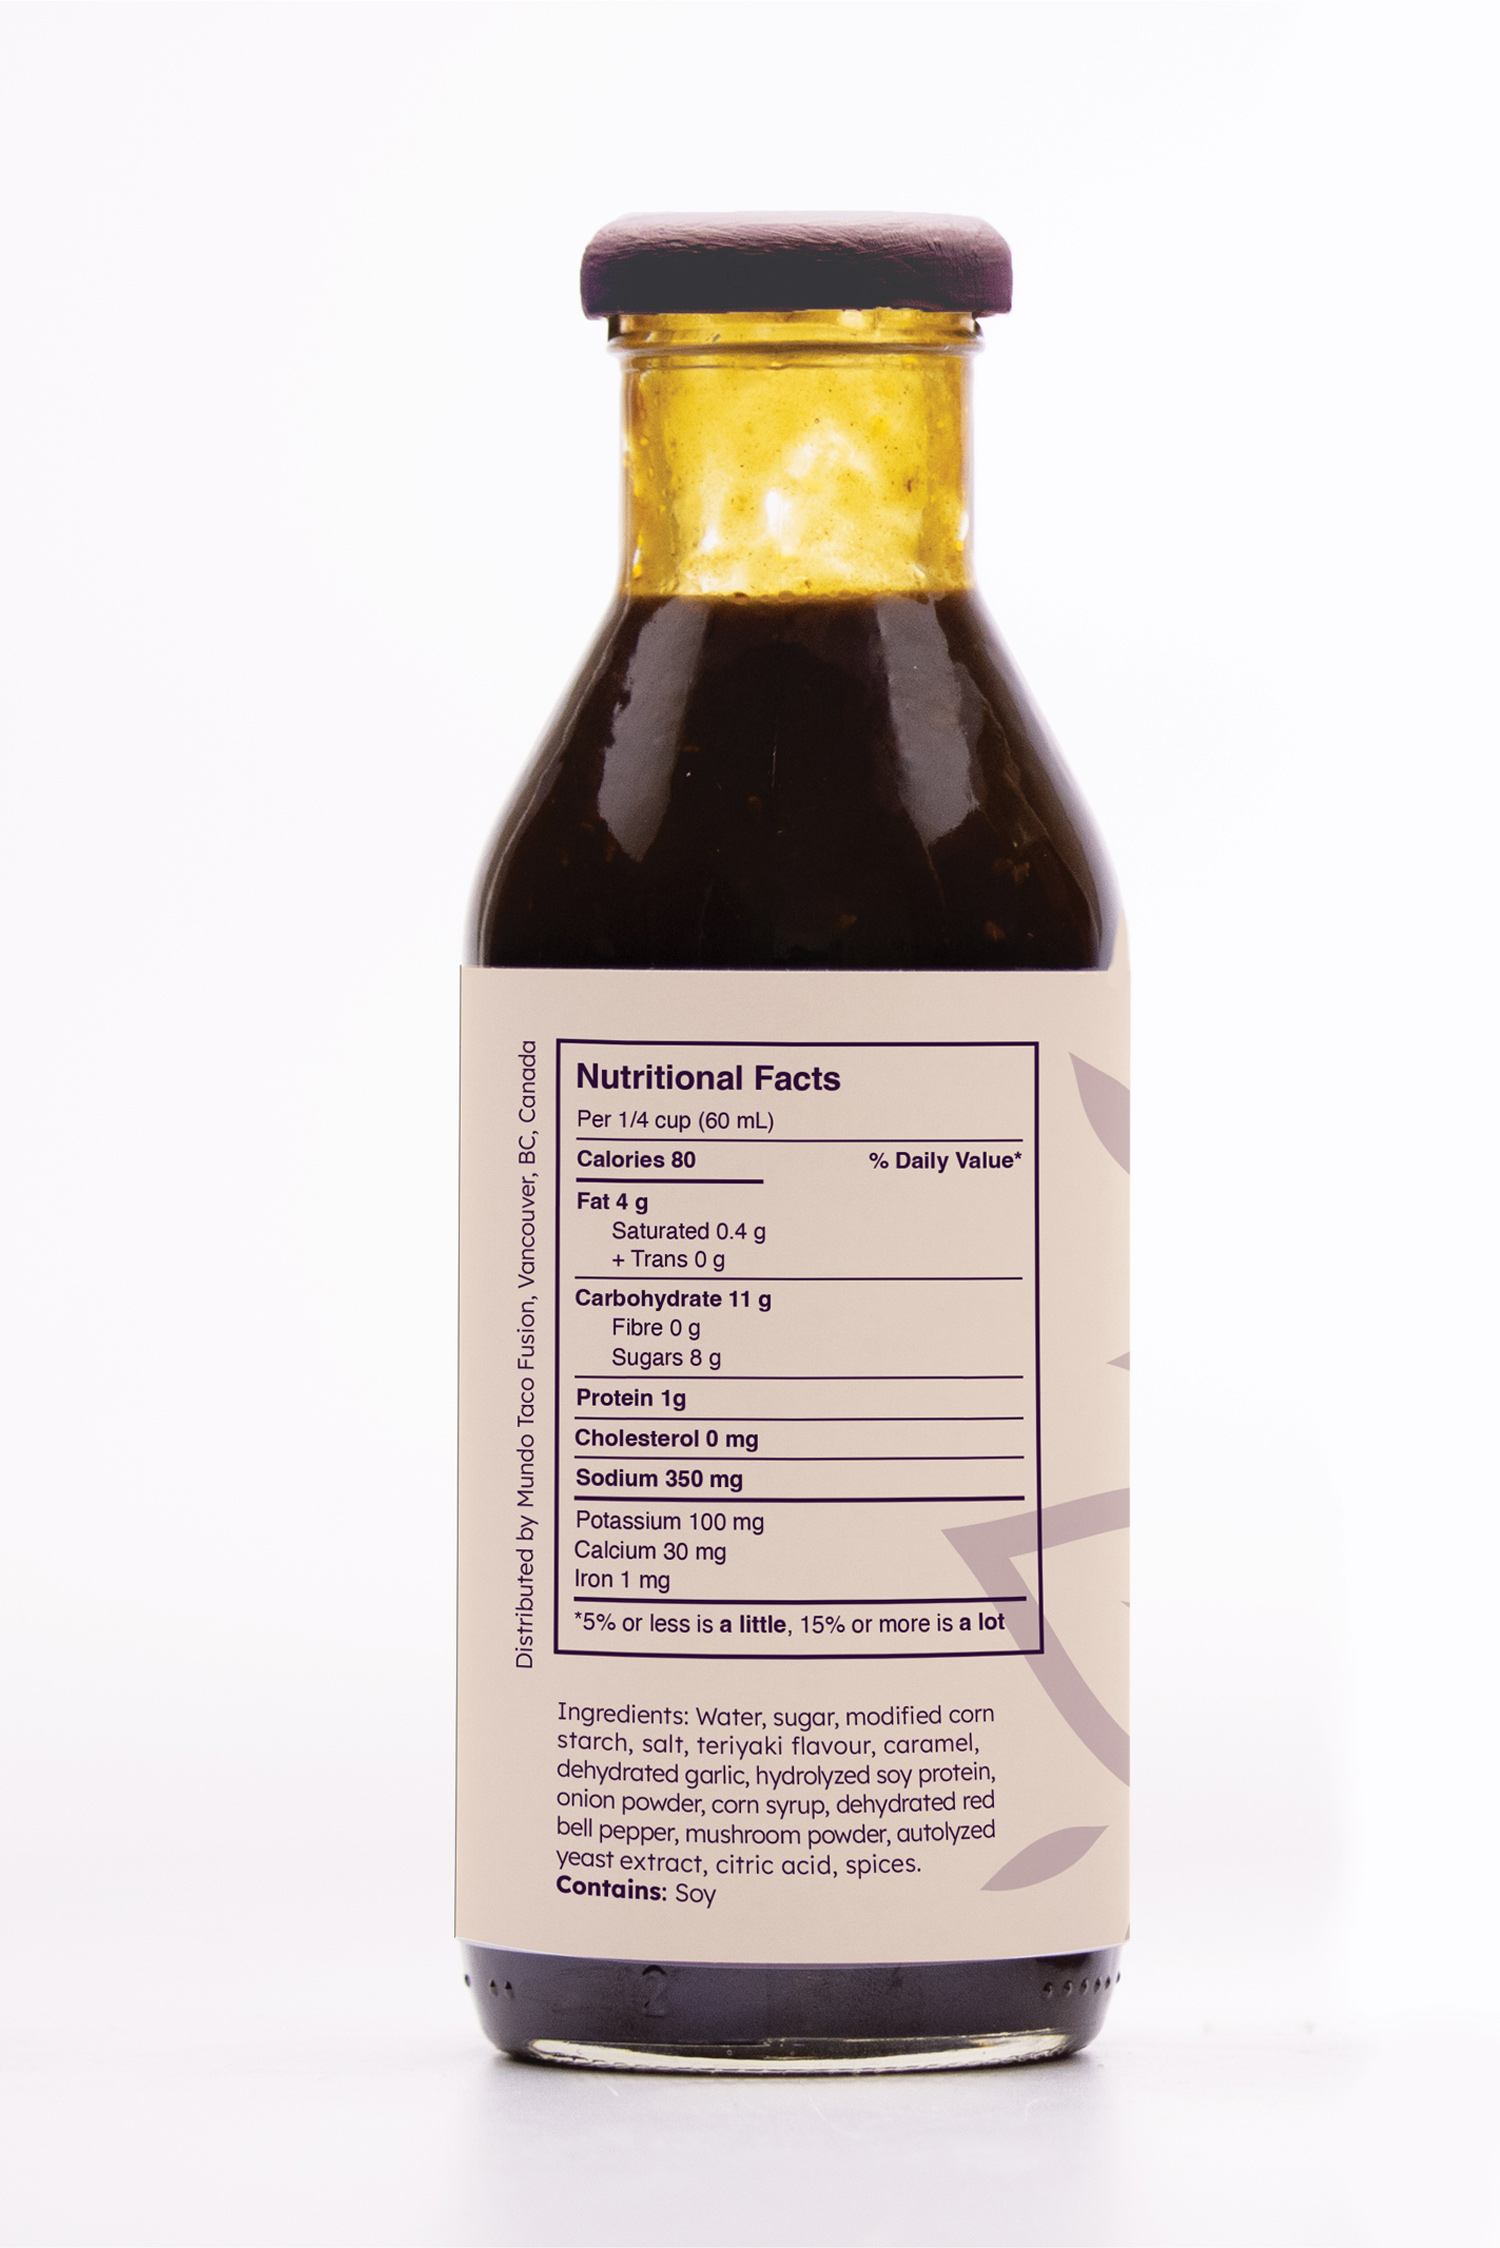 Distributed by Mundo Taco Fusion, Vancouver, BC, Canada
Nutritional Facts
Per 1/4 cup (60 mL)
Calories 80 % Daily Value*
Fat 4 g
Saturated 0.4 g
+ Trans 0 g
Carbohydrate 11 g
Fibre 0 g
Sugars 8 g
Protein 1g
Cholesterol 0 mg
Sodium 350 mg
Potassium 100 mg
Calcium 30 mg
Iron 1 mg
*5% or less is a little, 15% or more is a lot
Ingredients: Water, sugar, modified corn
starch, salt, teriyaki flavour, caramel,
dehydrated garlic, hydrolyzed soy protein,
onion powder, corn syrup, dehydrated red
bell pepper, mushroom powder, autolyzed
yeast extract, citric acid, spices.
Contains: Soy
2